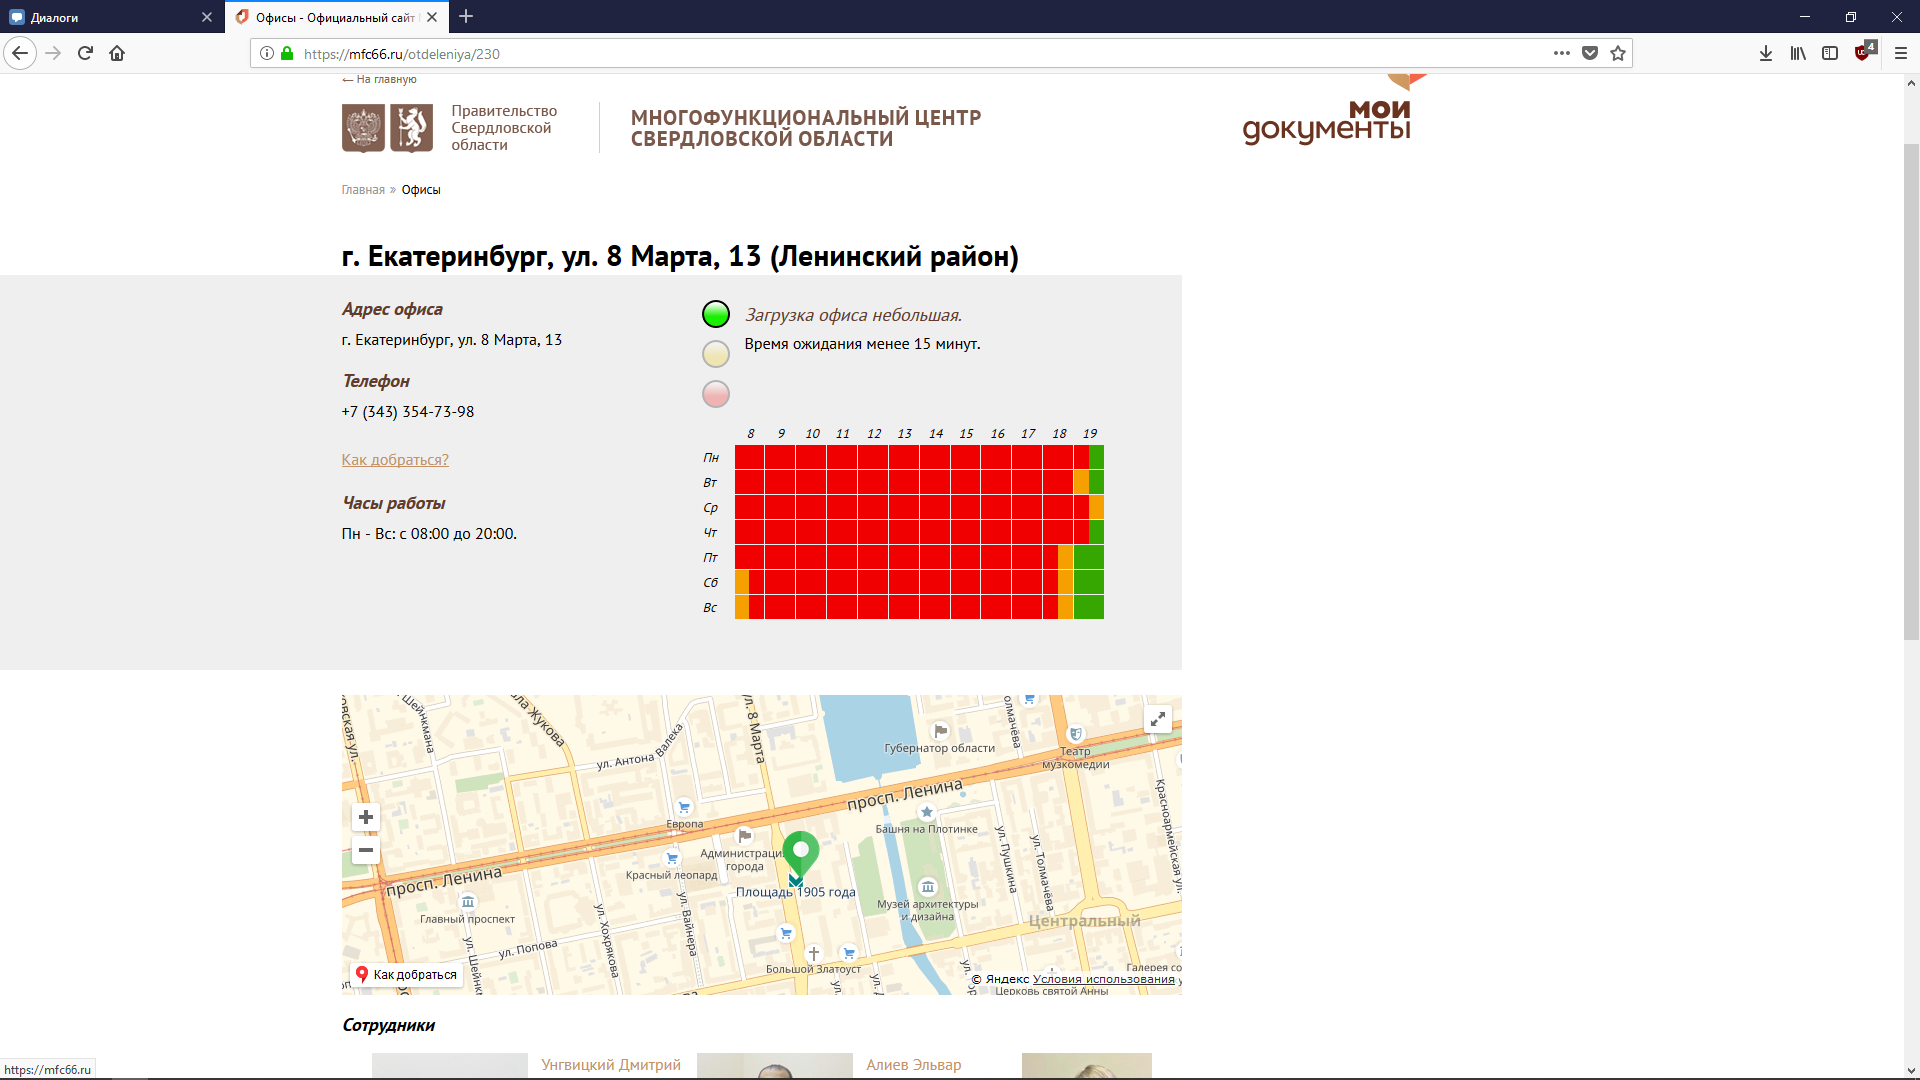 Диалоги
Офисы - Официальный сайт
https://mfc66.ru/otdeleniya/230
4
← На главную
Правительство
Свердловской
области
МНОГОФУНКЦИОНАЛЬНЫЙ ЦЕНТР
СВЕРДЛОВСКОЙ ОБЛАСТИ
мои
документы
Главная » Офисы
г. Екатеринбург, ул. 8 Марта, 13 (Ленинский район)
Адрес офиса
г. Екатеринбург, ул. 8 Марта, 13
Телефон
+7 (343) 354-73-98
Как добраться?
Часы работы
Пн - Вс: с 08:00 до 20:00.
Загрузка офиса небольшая.
Время ожидания менее 15 минут.
8 9 10 11 12 13 14 15 16 17 18 19
Пн
Вт
Ср
Чт
Пт
Сб
Вс
Шейнкмана
ул. 8 Марта
ул. Антона Валека
Губернатор области
Театр
музкомедии
просп. Ленина
Европа
Башня на Плотинке
Администрация
города
Красный леопард
Площадь 1905 года
просп. Ленина
Главный проспект
Музей архитектуры
и дизайна
Центральный
ул. Пушкина
ул. Толмачёва
Красноармейская ул.
ул. Вайнера
ул. Хохрякова
ул. Попова
Большой Златоуст
Как добраться
© Яндекс Условия использования
Церковь святой Анны
Сотрудники
Унгвицкий Дмитрий
Алиев Эльвар
https://mfc66.ru